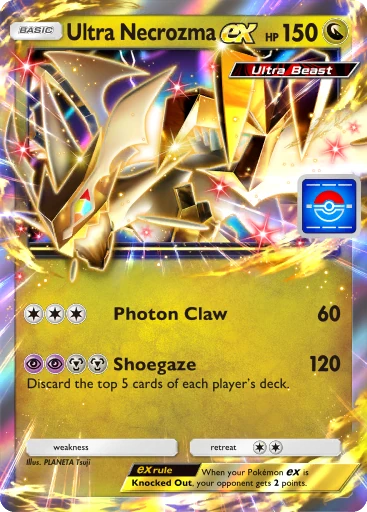 BASIC Ultra Necrozma ex HP 150
Ultra Beast
Photon Claw 60
Shoegaze 120
Discard the top 5 cards of each player's deck.
weakness retreat
Illus. PLANETA Tsuji
ex rule When your Pokémon ex is
Knocked Out, your opponent gets 2 points.